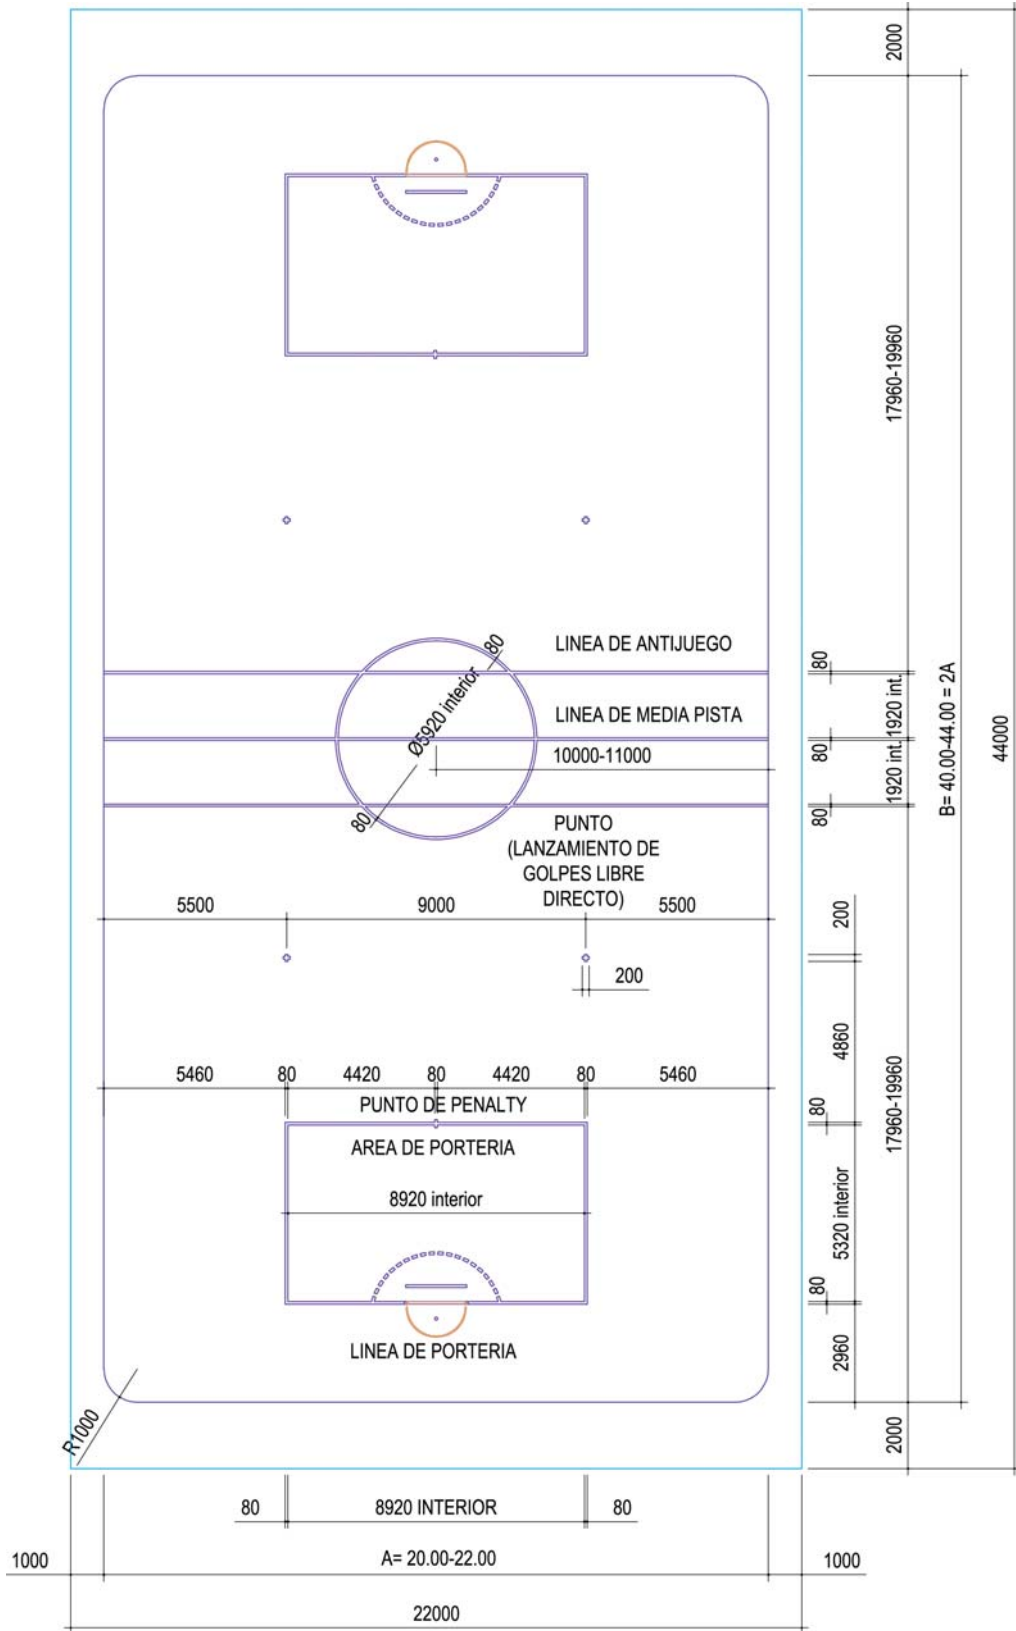 2000
17960-19960
80
Ø5920 interior
80
LINEA DE ANTIJUEGO
80
1920 int.
LINEA DE MEDIA PISTA
80
10000-11000
1920 int.
80
B= 40.00-44.00 = 2A
44000
PUNTO
(LANZAMIENTO DE
GOLPES LIBRE
DIRECTO)
5500
9000
5500
200
200
4860
5460
80
4420
80
4420
80
5460
PUNTO DE PENALTY
80
17960-19960
AREA DE PORTERIA
8920 interior
5320 interior
80
LINEA DE PORTERIA
2960
R1000
2000
80
8920 INTERIOR
80
1000
A= 20.00-22.00
1000
22000